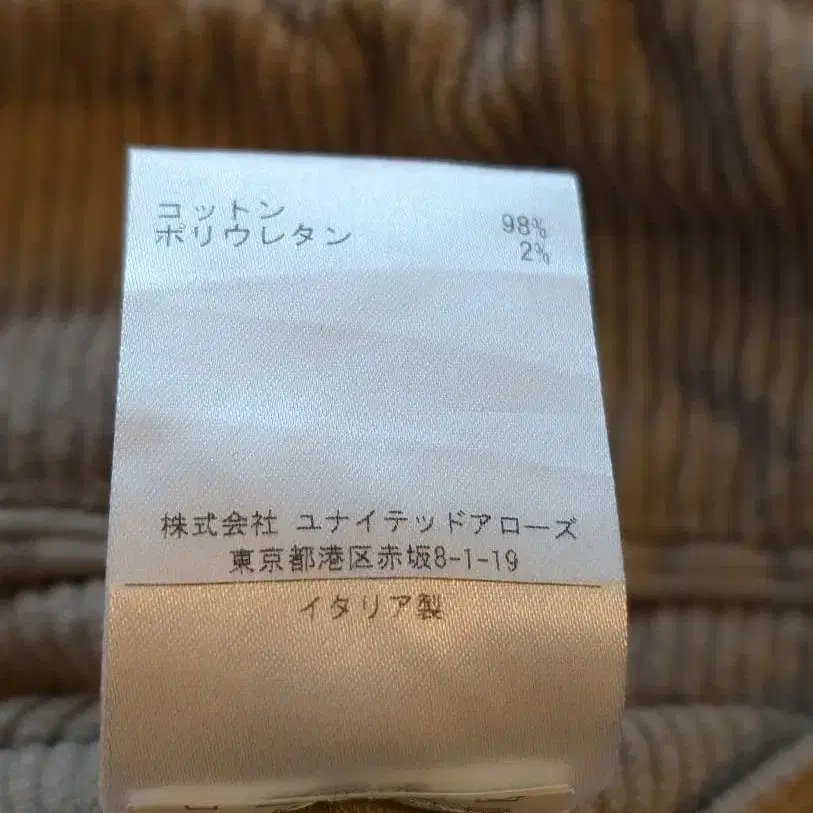 コットン 98%
ポリウレタン 2%
株式会社 ユナイテッドアローズ
東京都港区赤坂8-1-19
イタリア製